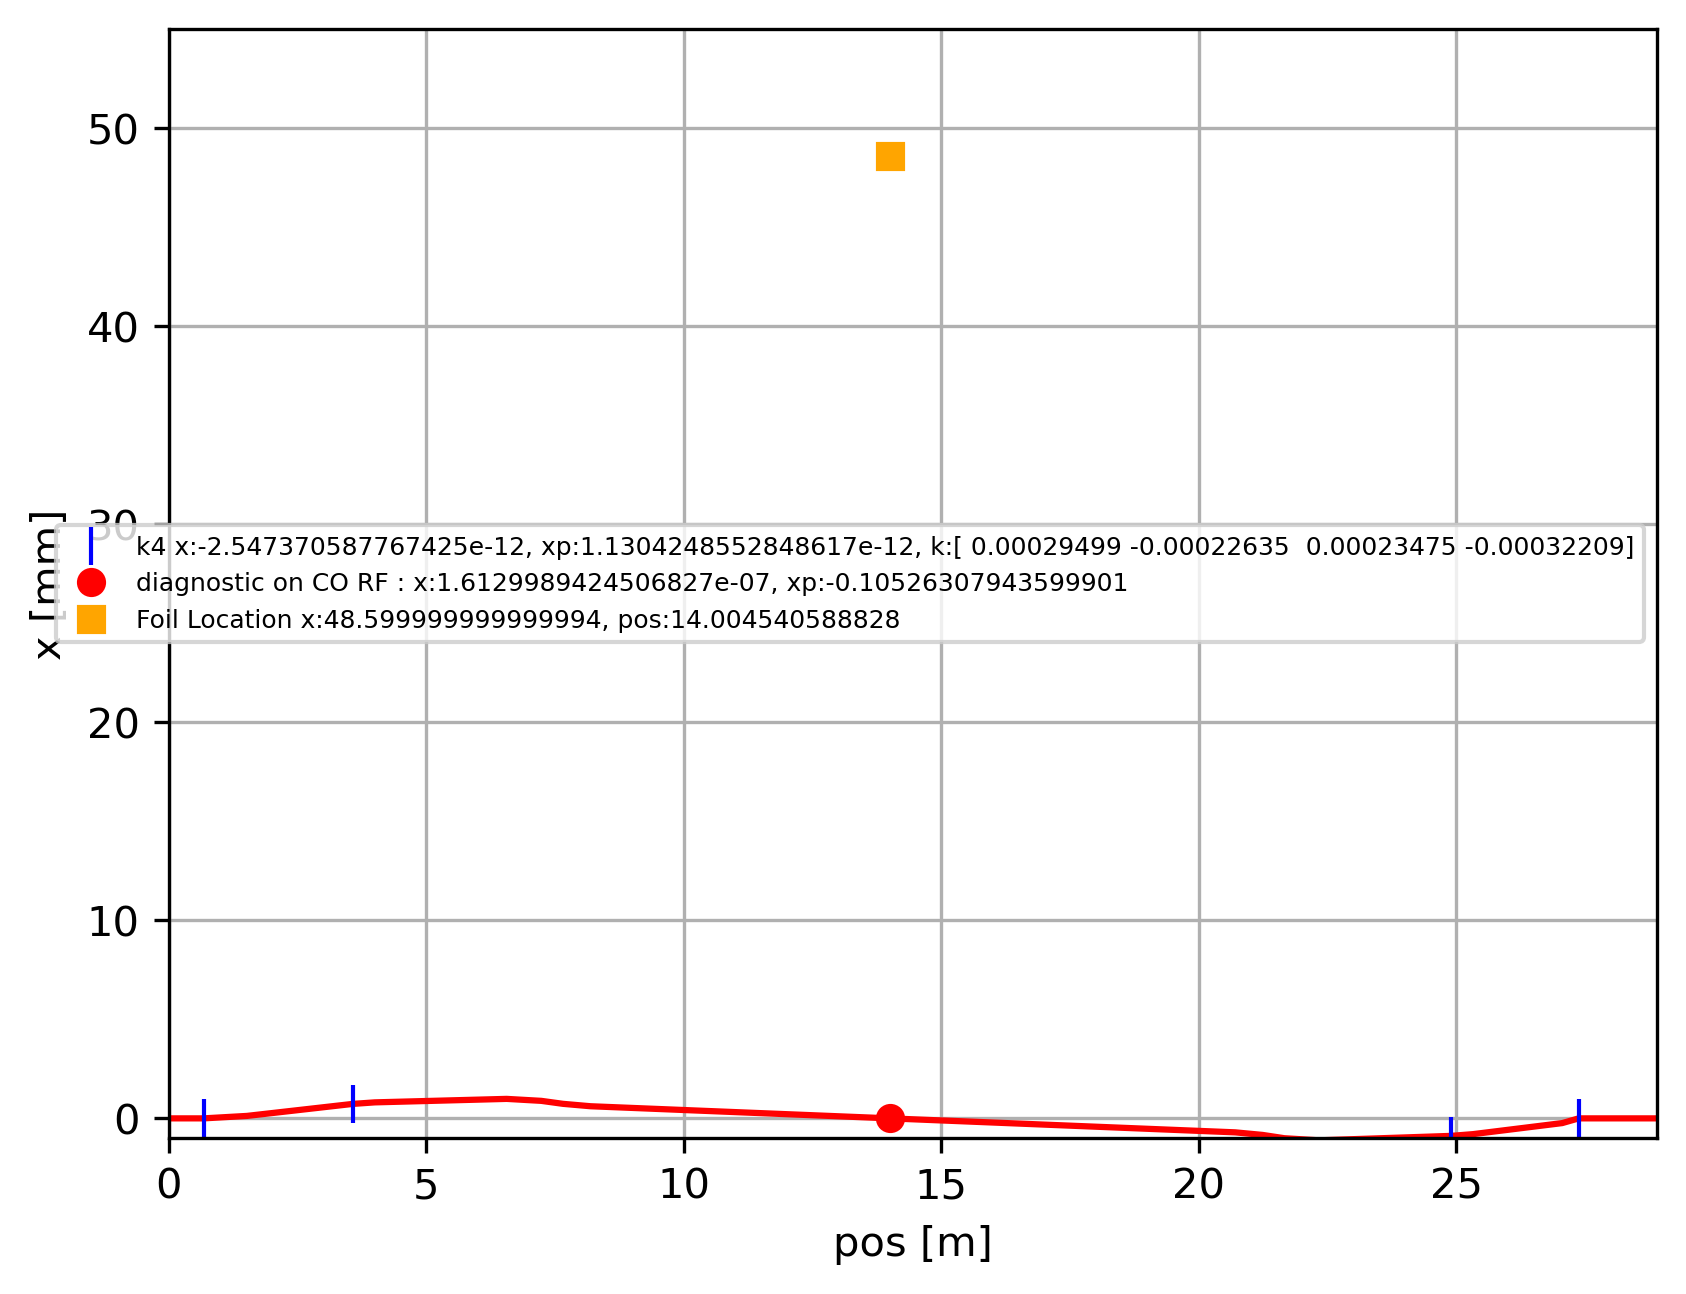 50
40
30
k4 x:-2.547370587767425e-12, xp:1.1304248552848617e-12, k:[ 0.00029499 -0.00022635  0.00023475 -0.00032209]
diagnostic on CO RF : x:1.6129989424506827e-07, xp:-0.10526307943599901
Foil Location x:48.599999999999994, pos:14.004540588828
x [mm]
20
10
0
0 5 10 15 20 25
pos [m]